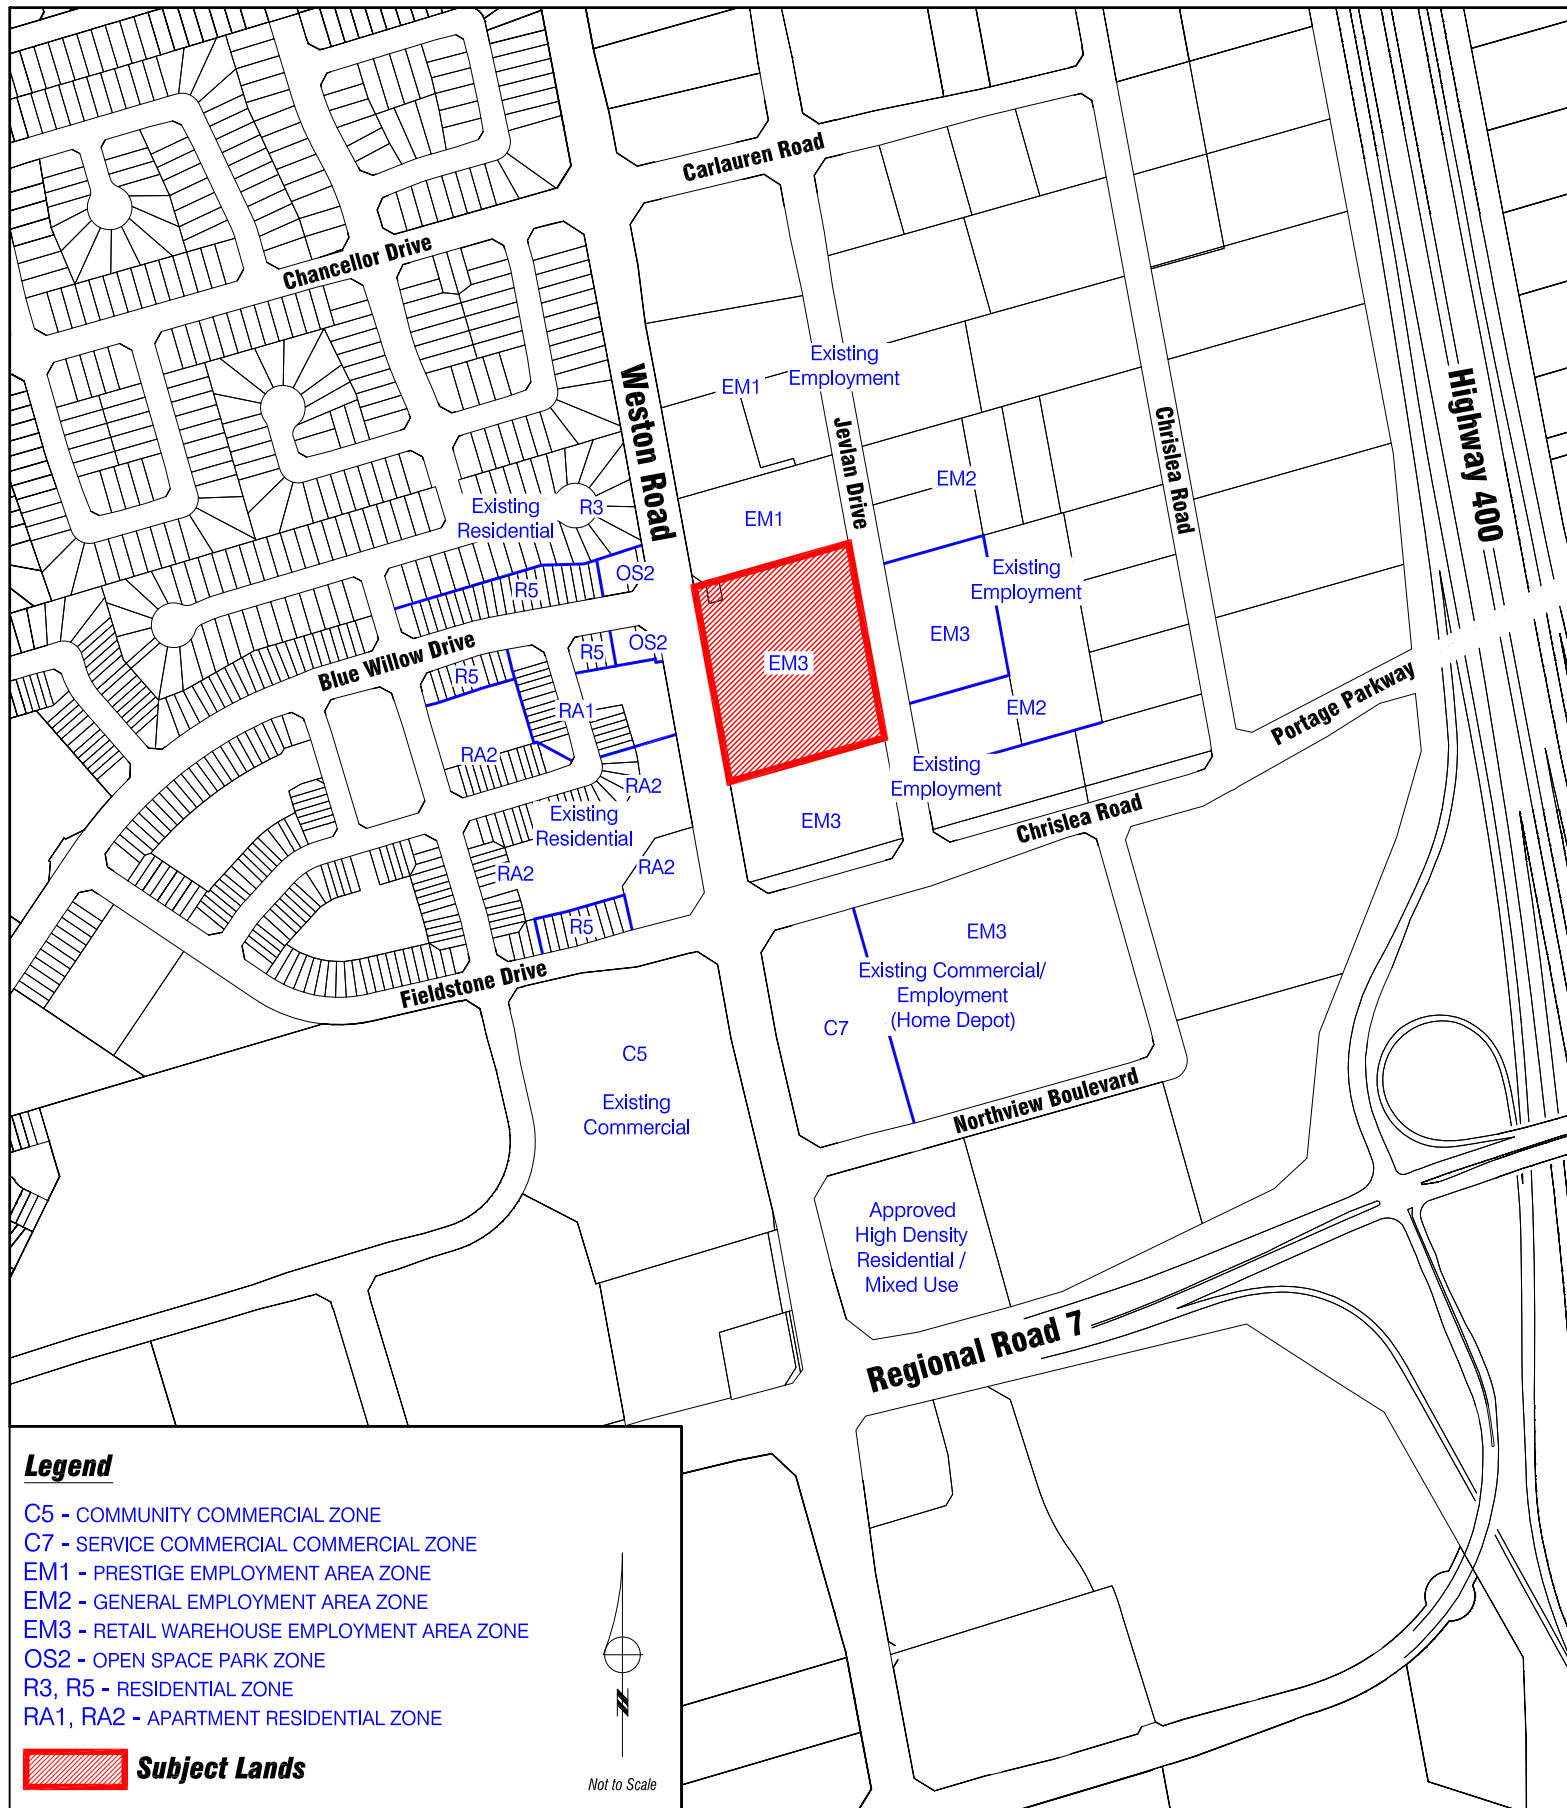 Carlauren Road
Chancellor Drive
Weston Road
Existing
Employment
EM1
Jevlan Drive
Chrislea Road
Highway 400
EM2
Existing
Residential
R3
EM1
OS2
R5
Existing
Employment
EM3
OS2
R5
Blue Willow Drive
R5
EM3
RA1
EM2
Portage Parkway
RA2
RA2
Existing
Employment
Existing
Residential
EM3
Chrislea Road
RA2
RA2
R5
EM3
Fieldstone Drive
Existing Commercial/
Employment
(Home Depot)
C7
C5
Existing
Commercial
Northview Boulevard
Approved
High Density
Residential /
Mixed Use
Regional Road 7
Legend
C5 - COMMUNITY COMMERCIAL ZONE
C7 - SERVICE COMMERCIAL COMMERCIAL ZONE
EM1 - PRESTIGE EMPLOYMENT AREA ZONE
EM2 - GENERAL EMPLOYMENT AREA ZONE
EM3 - RETAIL WAREHOUSE EMPLOYMENT AREA ZONE
OS2 - OPEN SPACE PARK ZONE
R3, R5 - RESIDENTIAL ZONE
RA1, RA2 - APARTMENT RESIDENTIAL ZONE
Subject Lands
N
Not to Scale